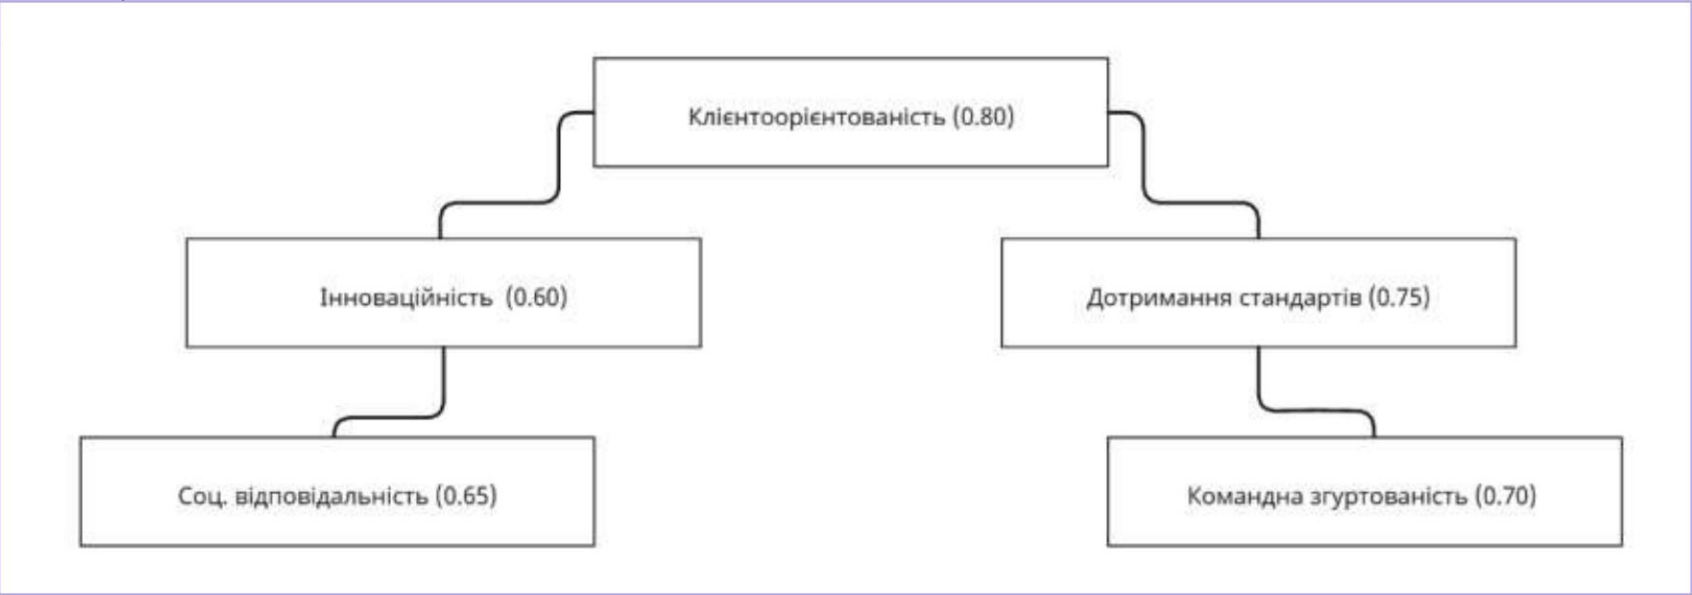 Клієнтоорієнтованість (0.80)
Інноваційність (0.60)
Дотримання стандартів (0.75)
Соц. відповідальність (0.65)
Командна згуртованість (0.70)